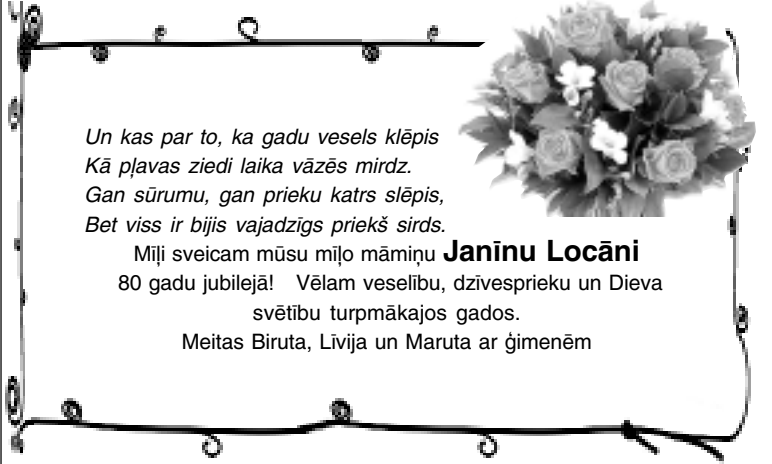 Un kas par to, ka gadu vesels klēpis
Kā pļavas ziedi laika vāzēs mirdz.
Gan sūrumu, gan prieku katrs slēpis,
Bet viss ir bijis vajadzīgs priekš sirds.
Mīļi sveicam mūsu mīļo māmiņu Janīnu Locāni
80 gadu jubilejā! Vēlam veselību, dzīvesprieku un Dieva
svētību turpmākajos gados.
Meitas Biruta, Līvija un Maruta ar ģimenēm